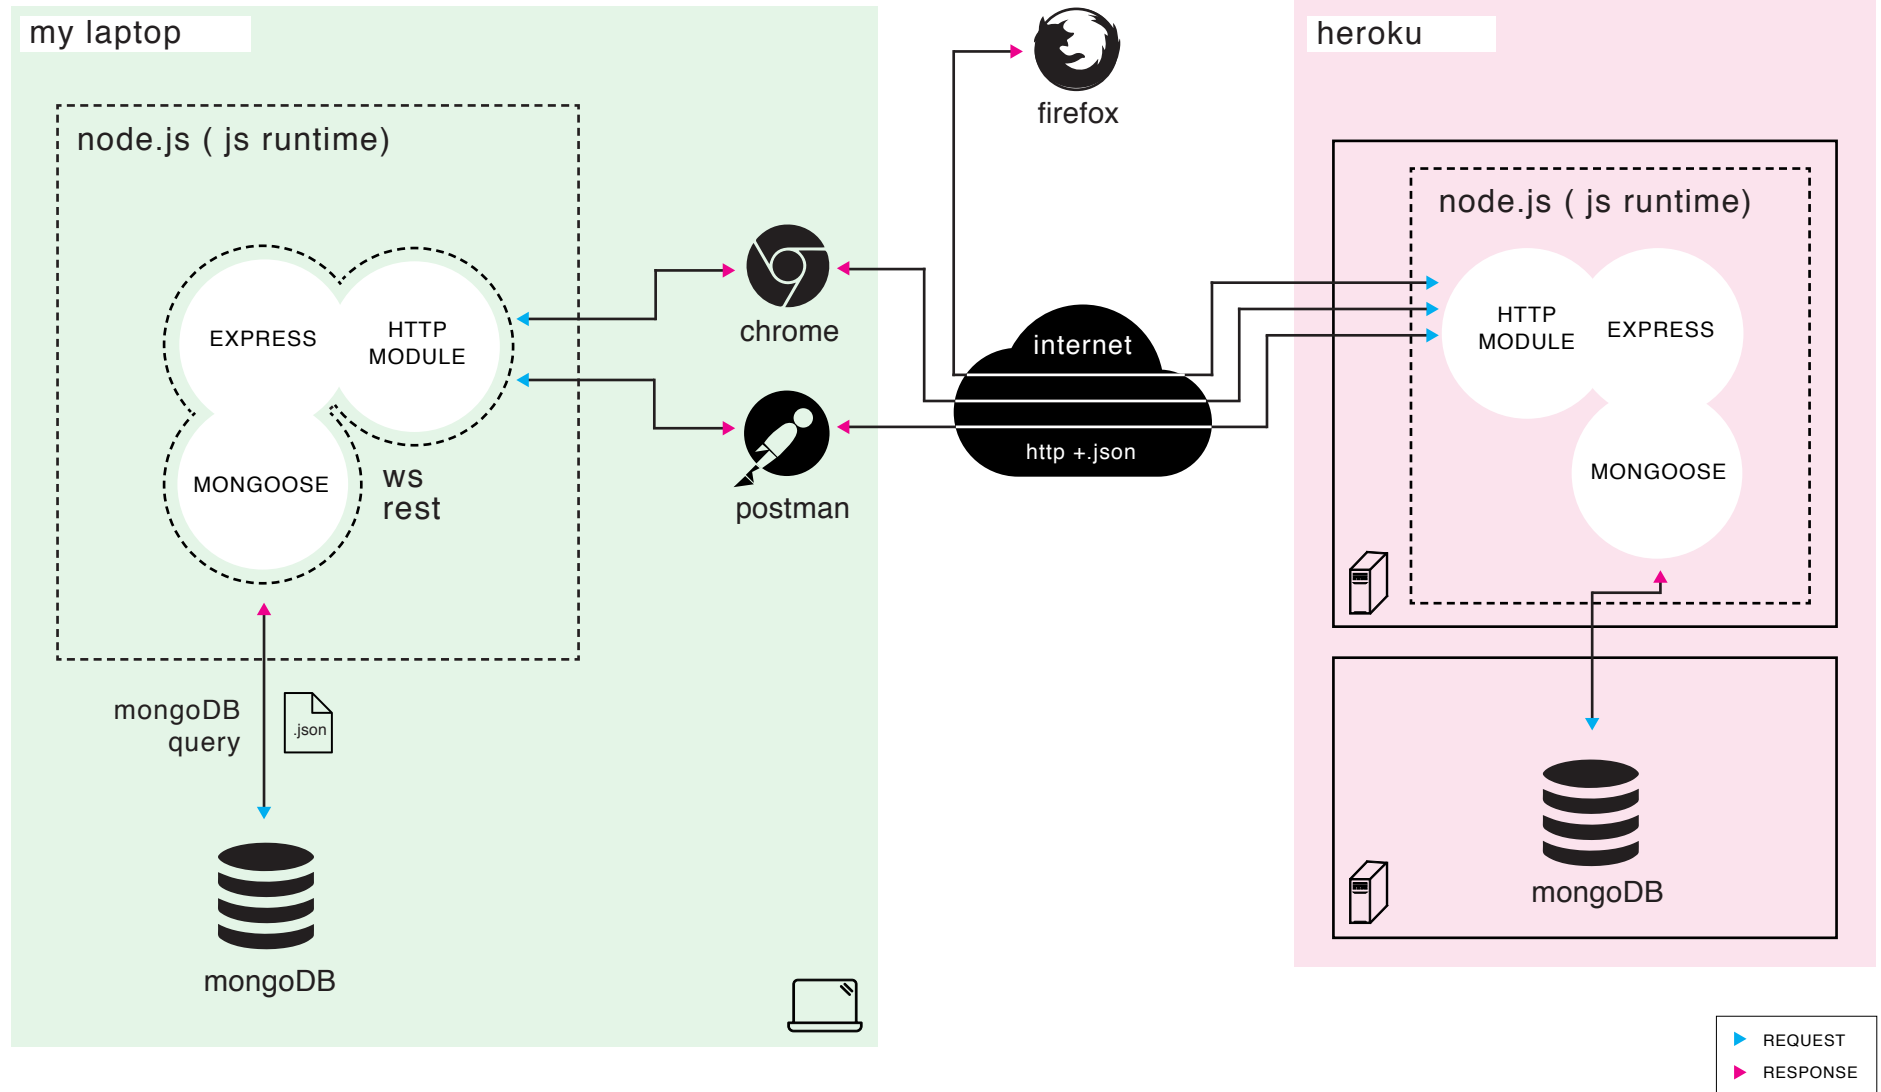 my laptop
node.js ( js runtime)
EXPRESS
HTTP
MODULE
MONGOOSE
ws
rest
mongoDB
query
.json
mongoDB
chrome
postman
firefox
internet
http +.json
heroku
node.js ( js runtime)
HTTP
MODULE
EXPRESS
MONGOOSE
mongoDB
REQUEST
RESPONSE